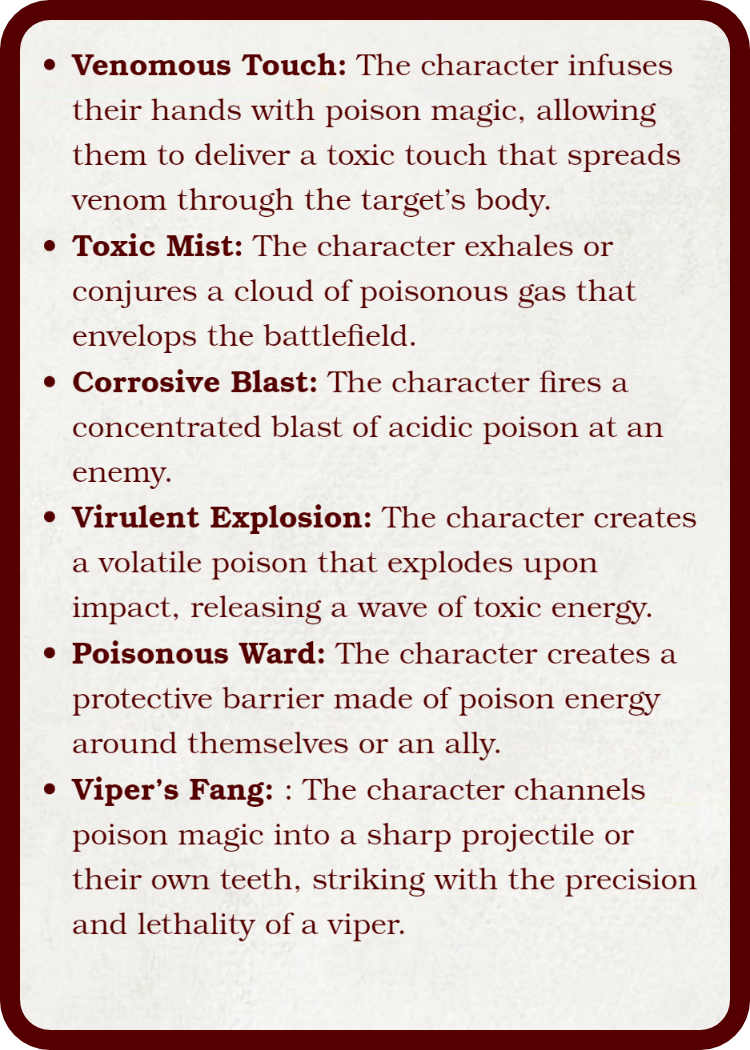 • Venomous Touch: The character infuses
their hands with poison magic, allowing
them to deliver a toxic touch that spreads
venom through the target’s body.
• Toxic Mist: The character exhales or
conjures a cloud of poisonous gas that
envelops the battlefield.
• Corrosive Blast: The character fires a
concentrated blast of acidic poison at an
enemy.
• Virulent Explosion: The character creates
a volatile poison that explodes upon
impact, releasing a wave of toxic energy.
• Poisonous Ward: The character creates a
protective barrier made of poison energy
around themselves or an ally.
• Viper’s Fang: : The character channels
poison magic into a sharp projectile or
their own teeth, striking with the precision
and lethality of a viper.